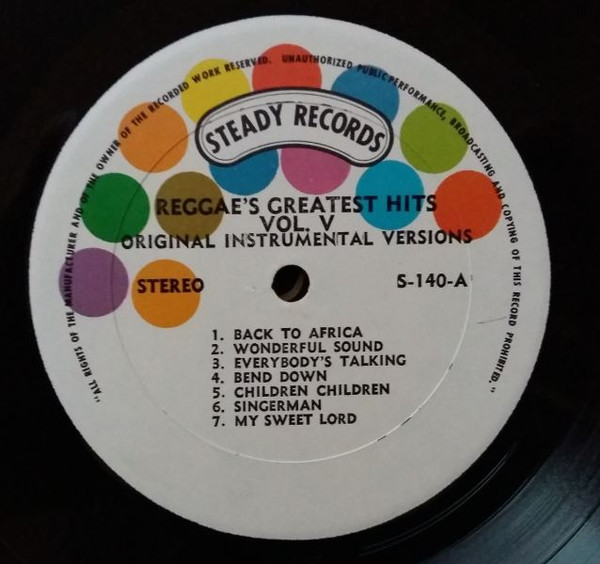 "ALL RIGHTS OF THE MANUFACTURER AND OF THE OWNER OF THE RECORDED WORK RESERVED. UNAUTHORIZED PUBLIC PERFORMANCE, BROADCASTING AND COPYING OF THIS RECORD PROHIBITED."
STEADY RECORDS
REGGAE'S GREATEST HITS
VOL. V
ORIGINAL INSTRUMENTAL VERSIONS
STEREO S-140-A
1. BACK TO AFRICA
2. WONDERFUL SOUND
3. EVERYBODY'S TALKING
4. BEND DOWN
5. CHILDREN CHILDREN
6. SINGERMAN
7. MY SWEET LORD